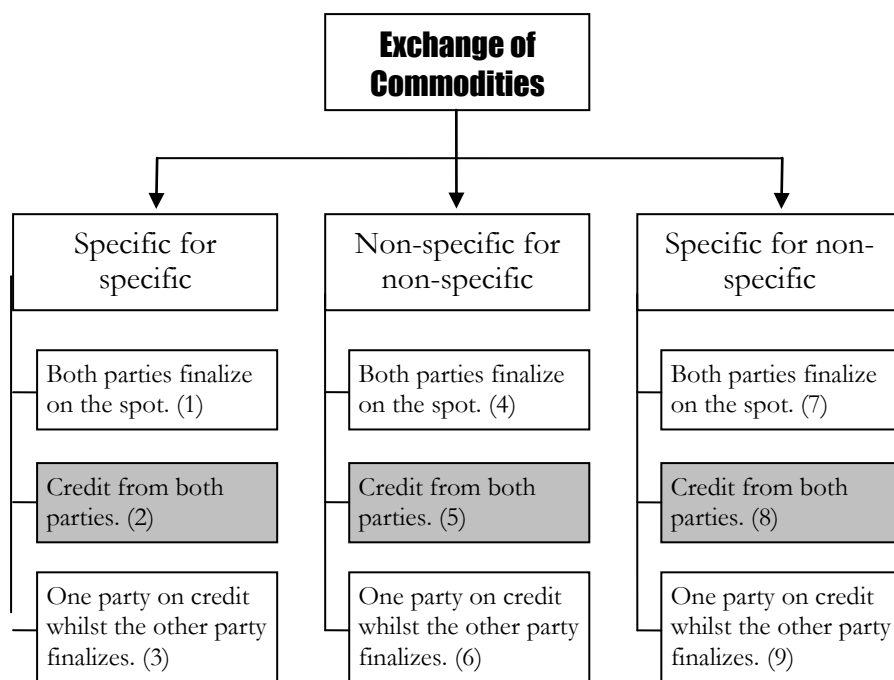 Exchange of
Commodities
Specific for
specific
Both parties finalize
on the spot. (1)
Credit from both
parties. (2)
One party on credit
whilst the other party
finalizes. (3)
Non-specific for
non-specific
Both parties finalize
on the spot. (4)
Credit from both
parties. (5)
One party on credit
whilst the other party
finalizes. (6)
Specific for non-
specific
Both parties finalize
on the spot. (7)
Credit from both
parties. (8)
One party on credit
whilst the other party
finalizes. (9)